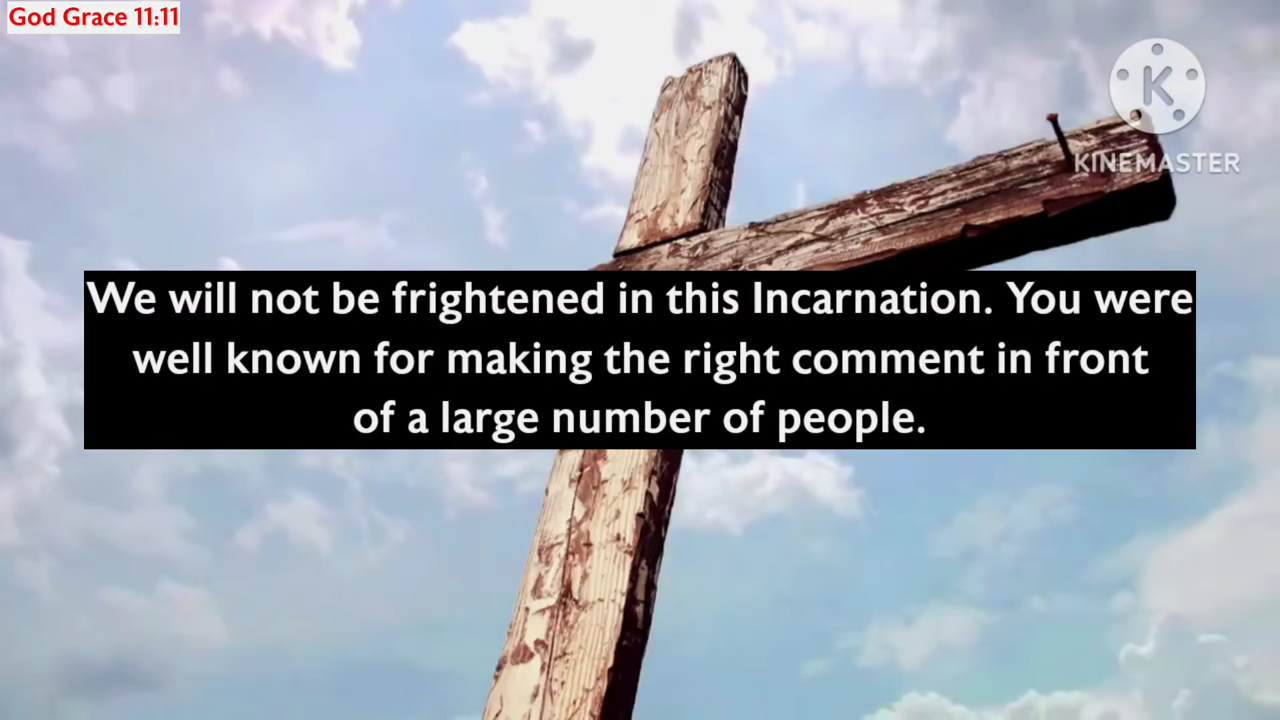 God Grace 11:11
K
KINEMASTER
We will not be frightened in this Incarnation. You were
well known for making the right comment in front
of a large number of people.